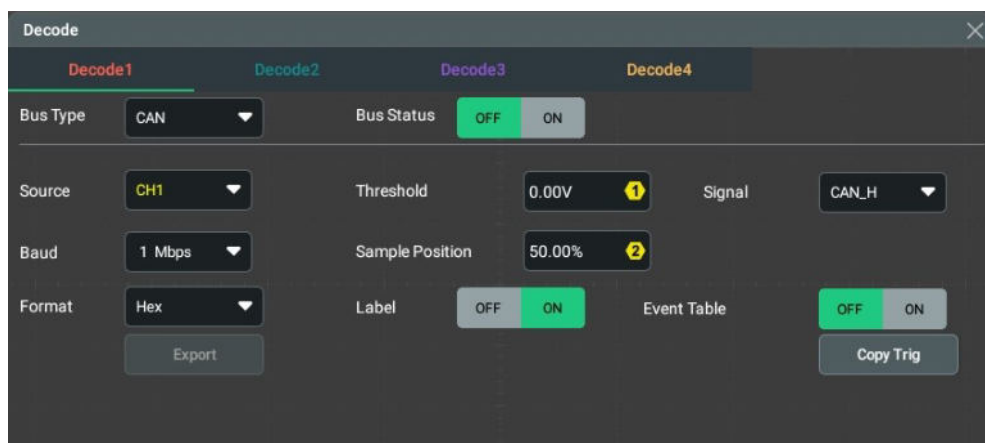 Decode
Decode1 Decode2 Decode3 Decode4
Bus Type CAN Bus Status OFF ON
Source CH1 Threshold 0.00V 1 Signal CAN_H
Baud 1 Mbps Sample Position 50.00% 2
Format Hex Label OFF ON Event Table OFF ON
Export Copy Trig